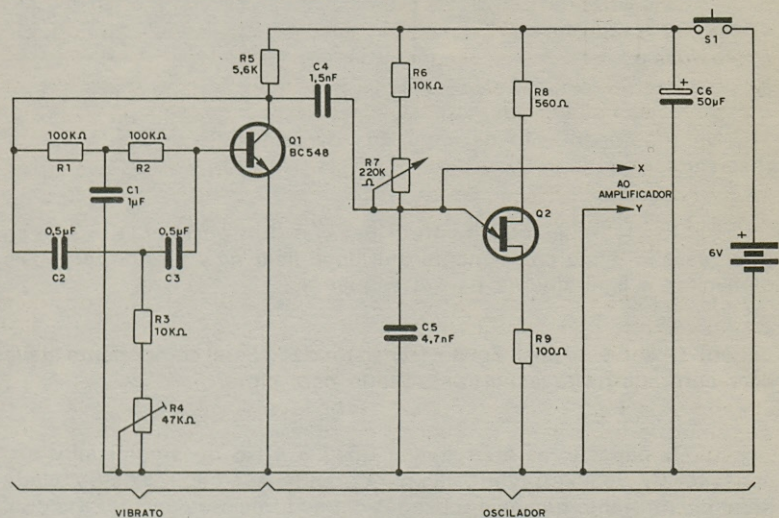 R5
5,6K
C4
1,5nF
R6
10KΩ
R8
560Ω
S1
+
C6
50µF
100KΩ
R1
100KΩ
R2
Q1
BC548
C1
1µF
R7
220K
Ω
X
AO
AMPLIFICADOR
Y
Q2
+
6V
0,5µF
C2
0,5µF
C3
R3
10KΩ
C5
4,7nF
R9
100Ω
R4
47KΩ
VIBRATO
OSCILADOR